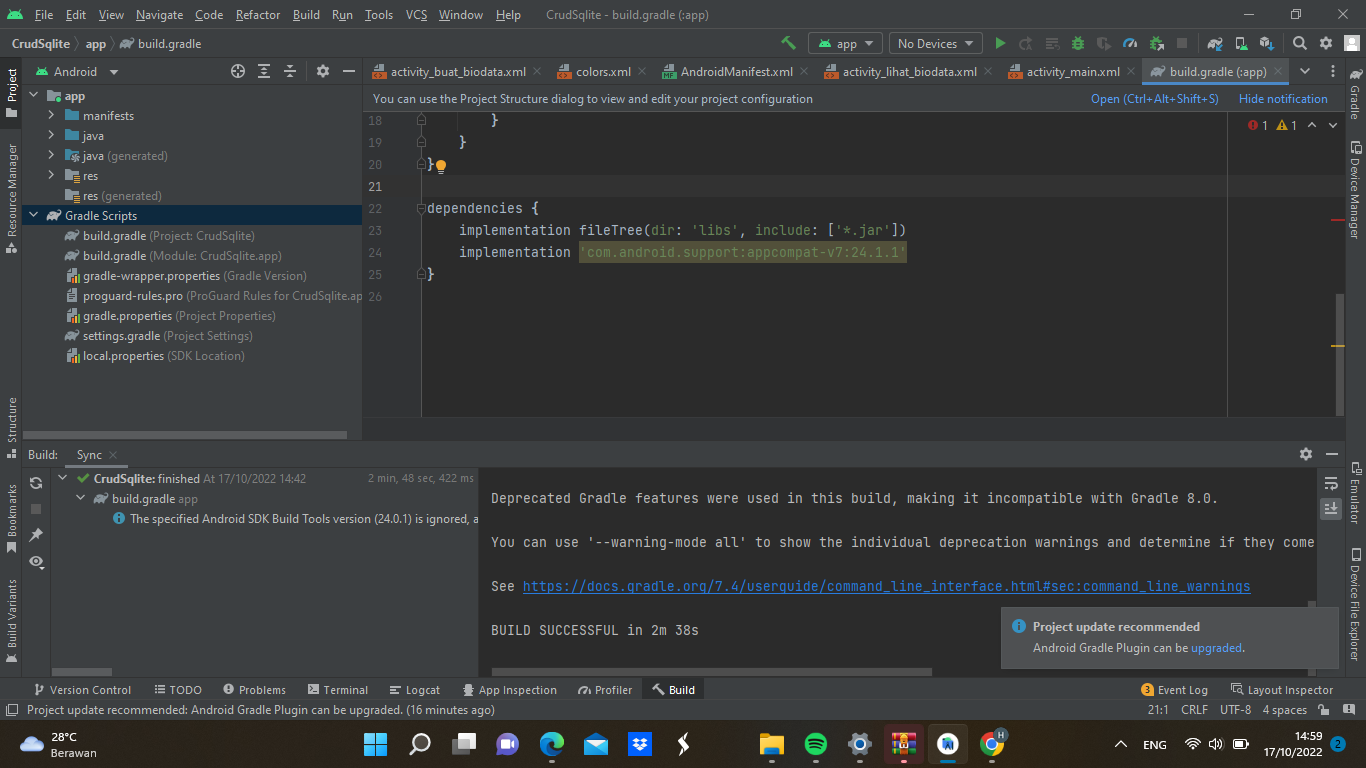 File Edit View Navigate Code Refactor Build Run Tools VCS Window Help CrudSqlite - build.gradle (:app)
CrudSqlite app build.gradle app No Devices
Project
Resource Manager
Structure
Bookmarks
Build Variants
Android
activity_buat_biodata.xml colors.xml AndroidManifest.xml activity_lihat_biodata.xml activity_main.xml build.gradle (:app)
app
manifests
java
java (generated)
res
res (generated)
Gradle Scripts
build.gradle (Project: CrudSqlite)
build.gradle (Module: CrudSqlite.app)
gradle-wrapper.properties (Gradle Version)
proguard-rules.pro (ProGuard Rules for CrudSqlite.ap
gradle.properties (Project Properties)
settings.gradle (Project Settings)
local.properties (SDK Location)
You can use the Project Structure dialog to view and edit your project configuration Open (Ctrl+Alt+Shift+S) Hide notification
1 1
18 }
19 }
20 }
21
22 dependencies {
23 implementation fileTree(dir: 'libs', include: ['*.jar'])
24 implementation 'com.android.support:appcompat-v7:24.1.1'
25 }
26
Gradle
Device Manager
Emulator
Device File Explorer
Build: Sync
CrudSqlite: finished At 17/10/2022 14:42 2 min, 48 sec, 422 ms
build.gradle app
The specified Android SDK Build Tools version (24.0.1) is ignored, a
Deprecated Gradle features were used in this build, making it incompatible with Gradle 8.0.
You can use '--warning-mode all' to show the individual deprecation warnings and determine if they come
See https://docs.gradle.org/7.4/userguide/command_line_interface.html#sec:command_line_warnings
BUILD SUCCESSFUL in 2m 38s
Project update recommended
Android Gradle Plugin can be upgraded.
Version Control TODO Problems Terminal Logcat App Inspection Profiler Build 3 Event Log Layout Inspector
Project update recommended: Android Gradle Plugin can be upgraded. (16 minutes ago) 21:1 CRLF UTF-8 4 spaces
28°C
Berawan
H
ENG
14:59
17/10/2022
2